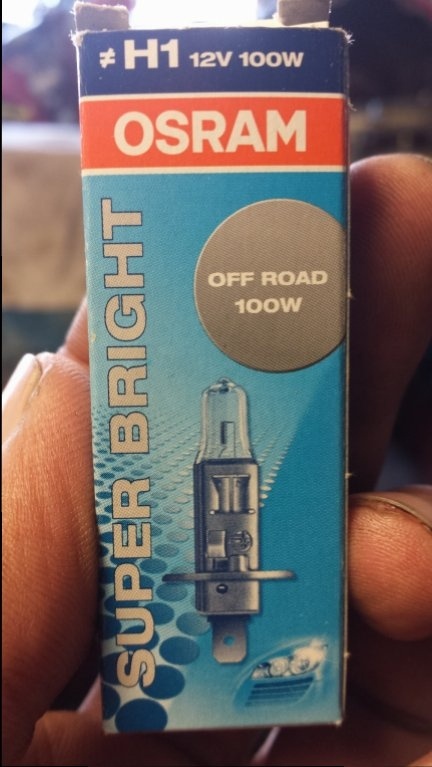 ≠ H1 12V 100W
OSRAM
SUPER BRIGHT
OFF ROAD
100W